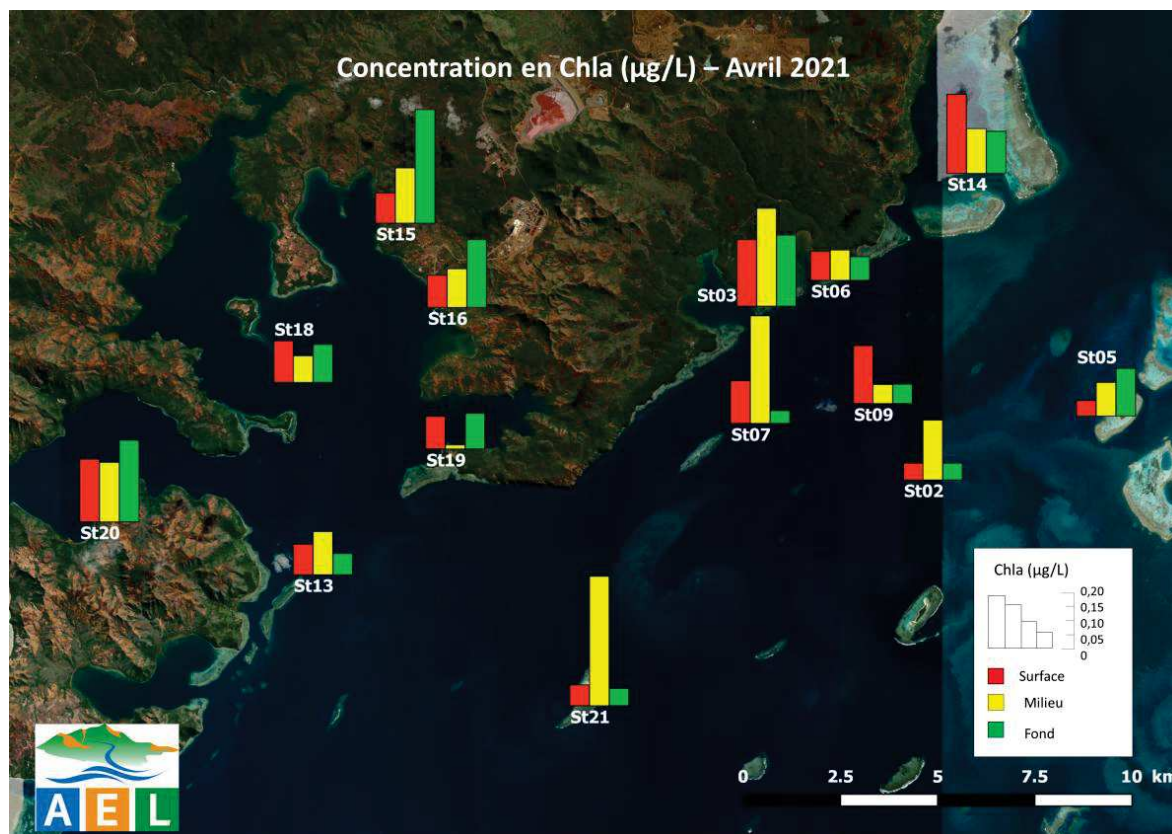 Concentration en Chla (µg/L) – Avril 2021
St14
St15
St03
St06
St16
St18
St05
St07
St09
St19
St02
St20
St13
St21
Chla (µg/L)
0,20
0,15
0,10
0,05
0
Surface
Milieu
Fond
AEL
0 2.5 5 7.5 10 km